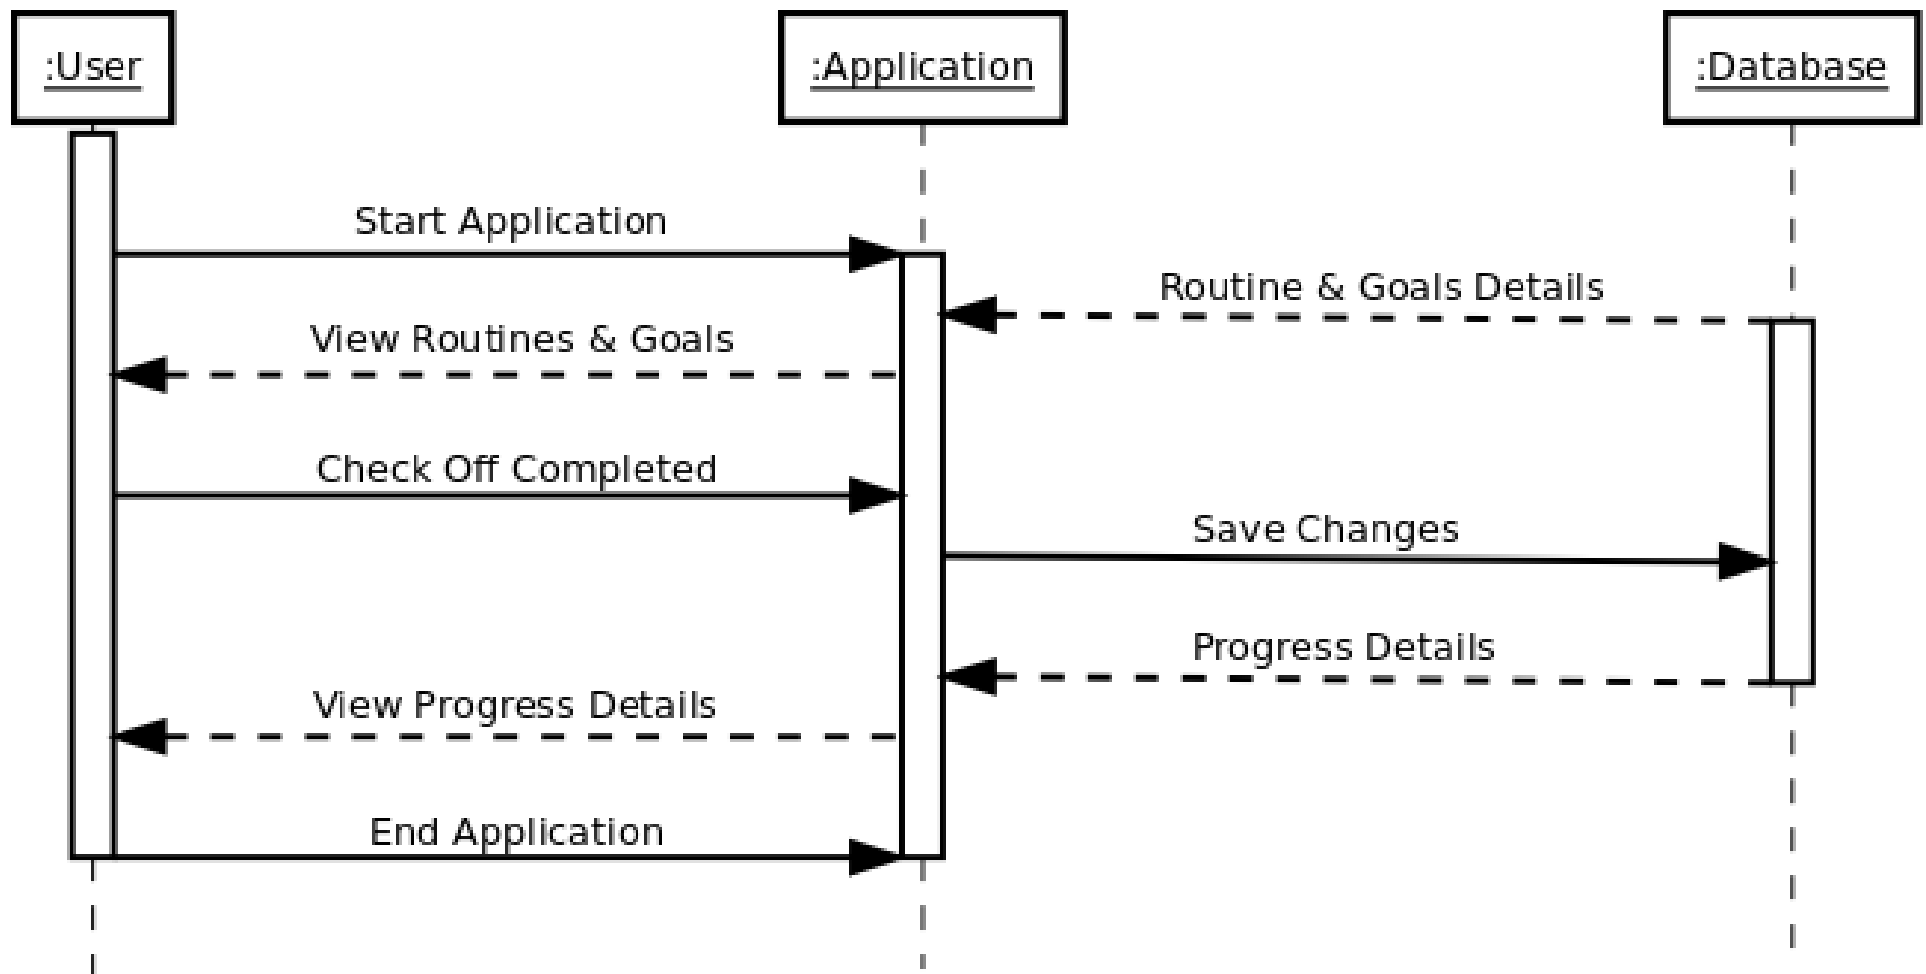 :User
:Application
:Database
Start Application
Routine & Goals Details
View Routines & Goals
Check Off Completed
Save Changes
Progress Details
View Progress Details
End Application